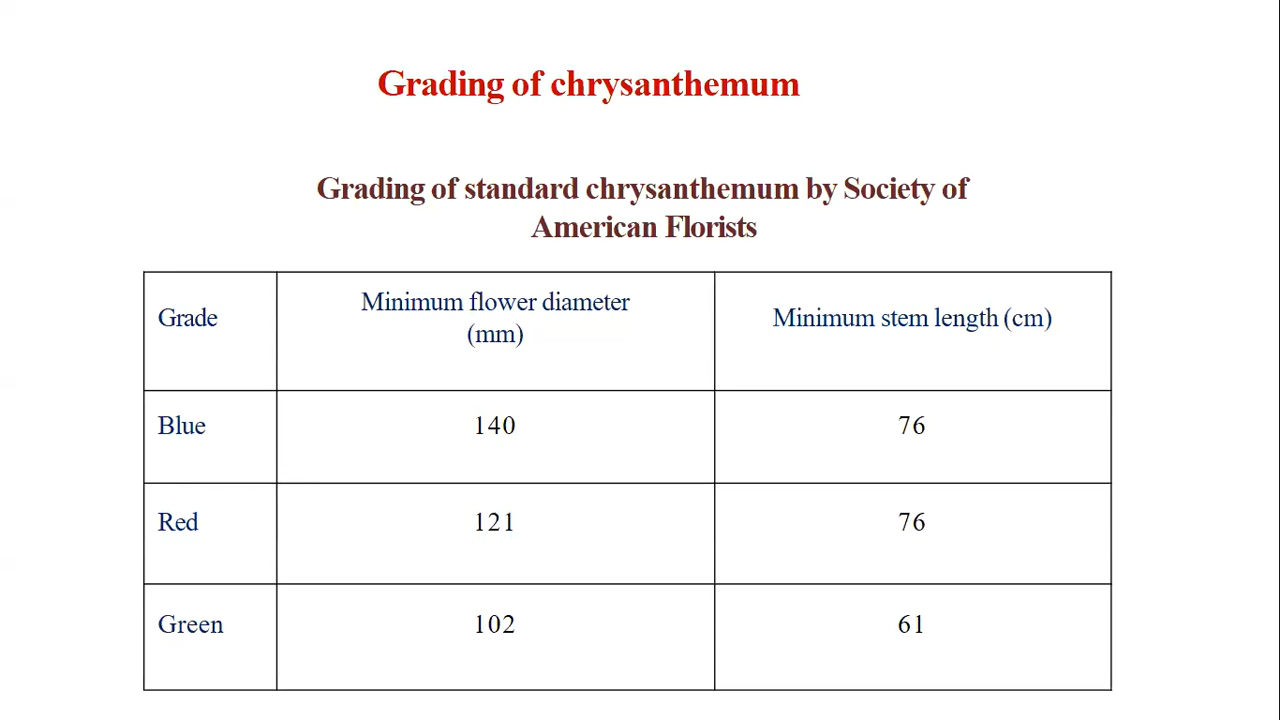 Grading of chrysanthemum
Grading of standard chrysanthemum by Society of
American Florists
Grade
Minimum flower diameter
(mm)
Minimum stem length (cm)
Blue
140
76
Red
121
76
Green
102
61